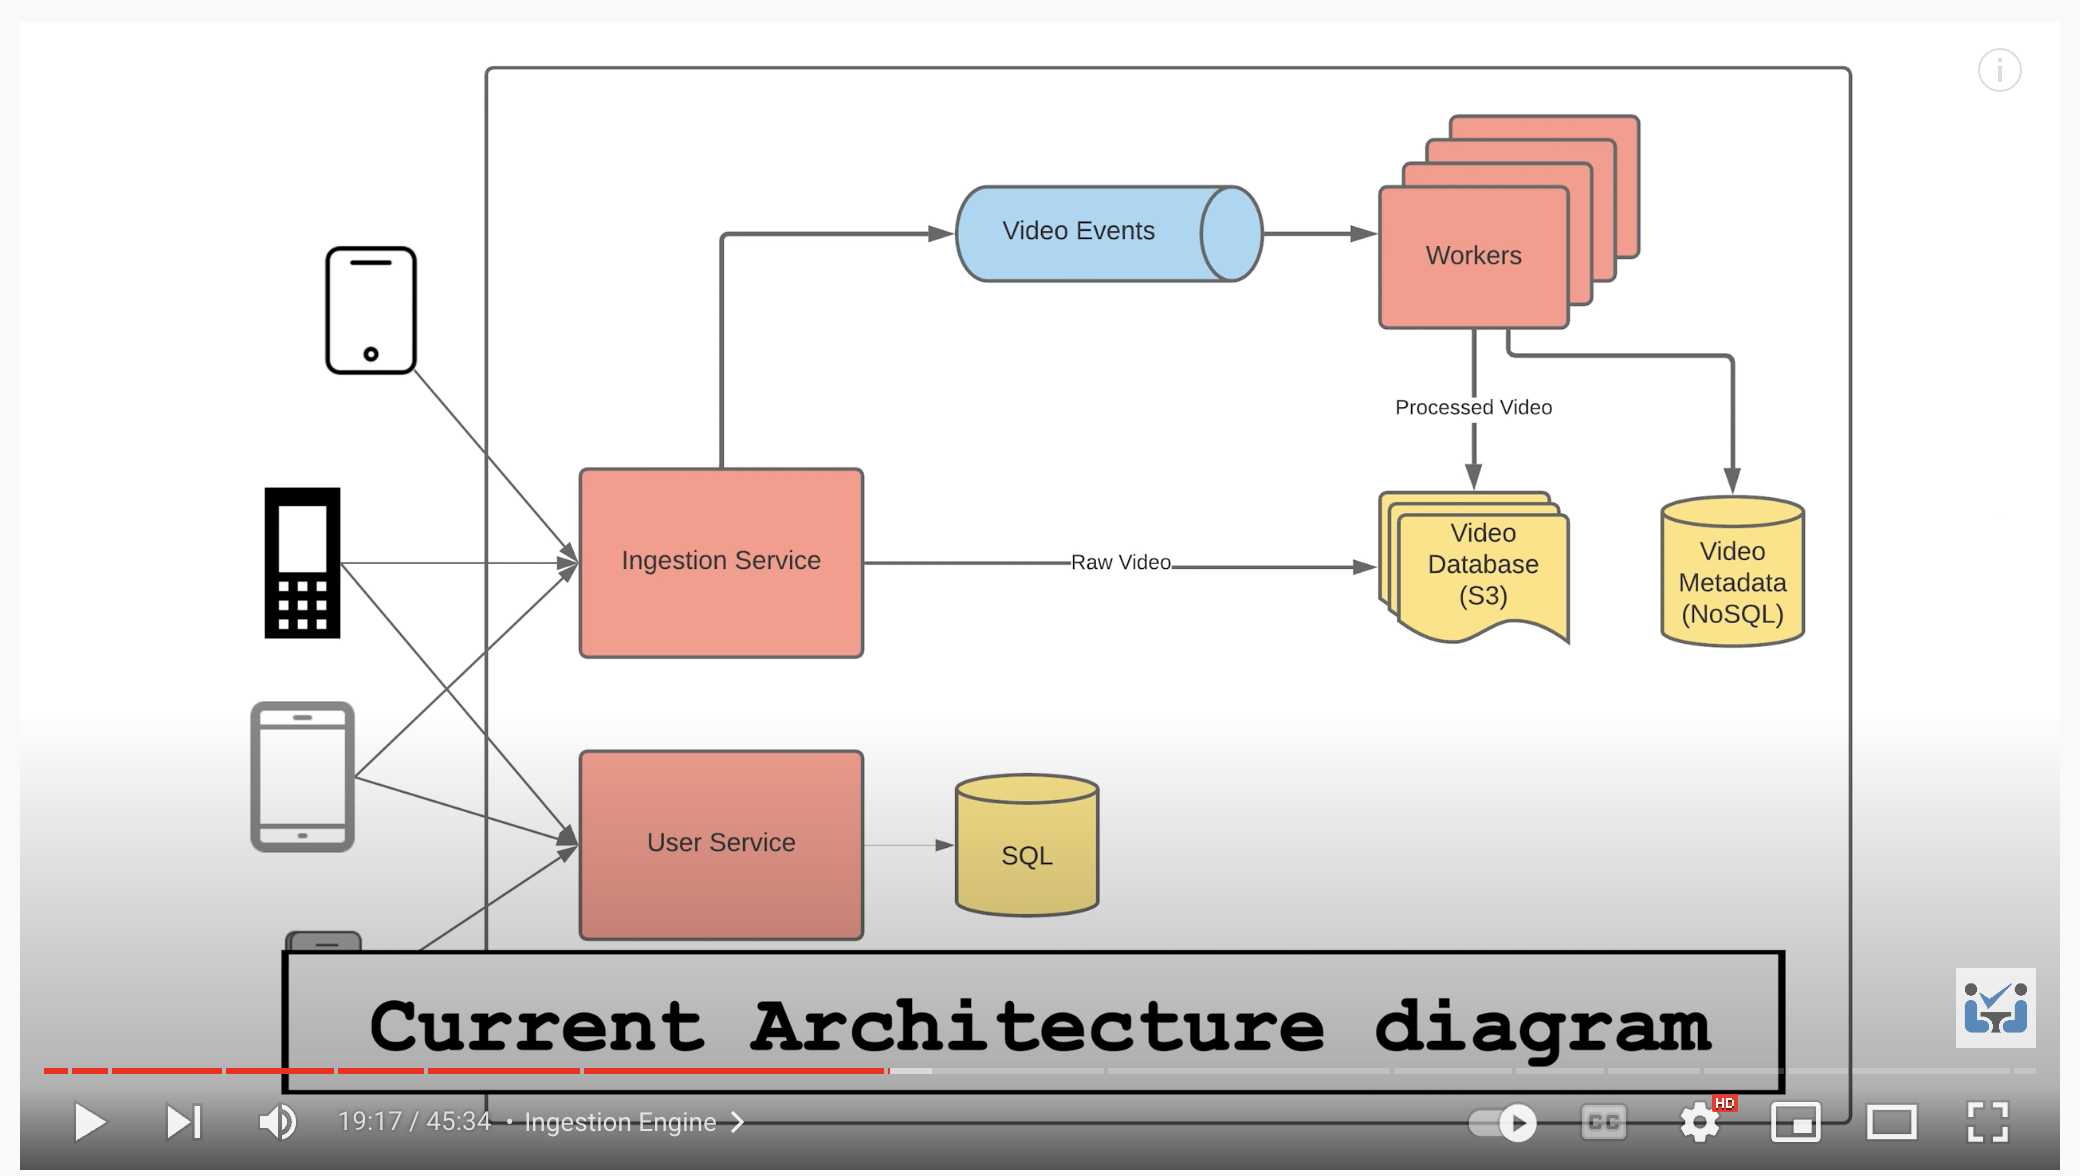 Video Events
Workers
Processed Video
Ingestion Service
Raw Video
Video
Database
(S3)
Video
Metadata
(NoSQL)
User Service
SQL
Current Architecture diagram
19:17 / 45:34 • Ingestion Engine
CC
HD